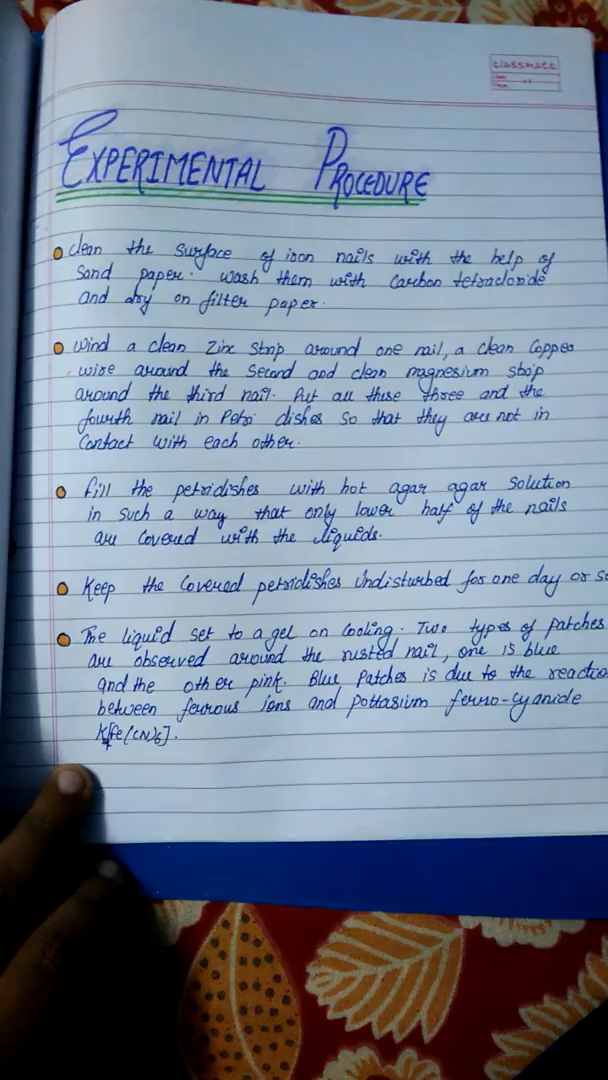 classmate
Date
Page
EXPERIMENTAL PROCEDURE
clean the surface of iron nails with the help of
Sand paper. wash them with Carbon tetracloride
and dry on filter paper.
Wind a clean Zinc Strip around one nail, a clean Copper
wire around the Second and clean magnesium strip
around the third nail. Put all these three and the
fourth nail in Petri dishes so that they are not in
Contact with each other.
fill the petridishes with hot agar agar Solution
in such a way that only lower half of the nails
are Covered with the liquids.
Keep the Covered petridishes Undisturbed for one day or so
The liquid set to a gel on Cooling. Two types of patches
are observed around the rusted nail, one is blue
and the other pink. Blue Patches is due to the reactio
between ferrous ions and pottasium ferro-cyanide
K4[Fe(CN)6].